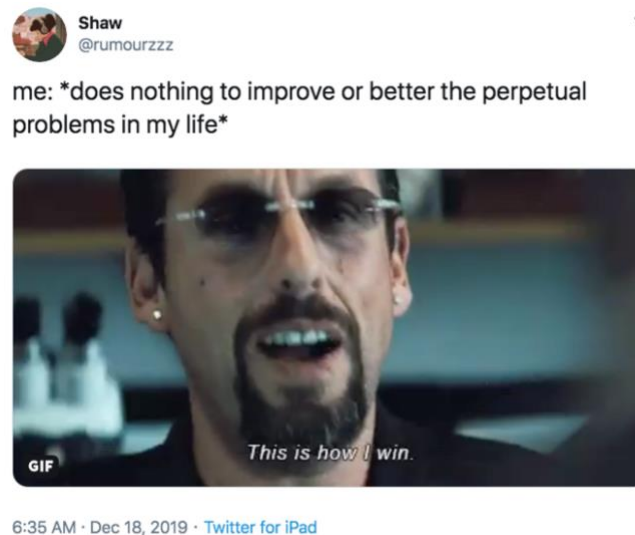 Shaw
@rumourzzz
me: *does nothing to improve or better the perpetual
problems in my life*
This is how I win.
GIF
6:35 AM · Dec 18, 2019 · Twitter for iPad